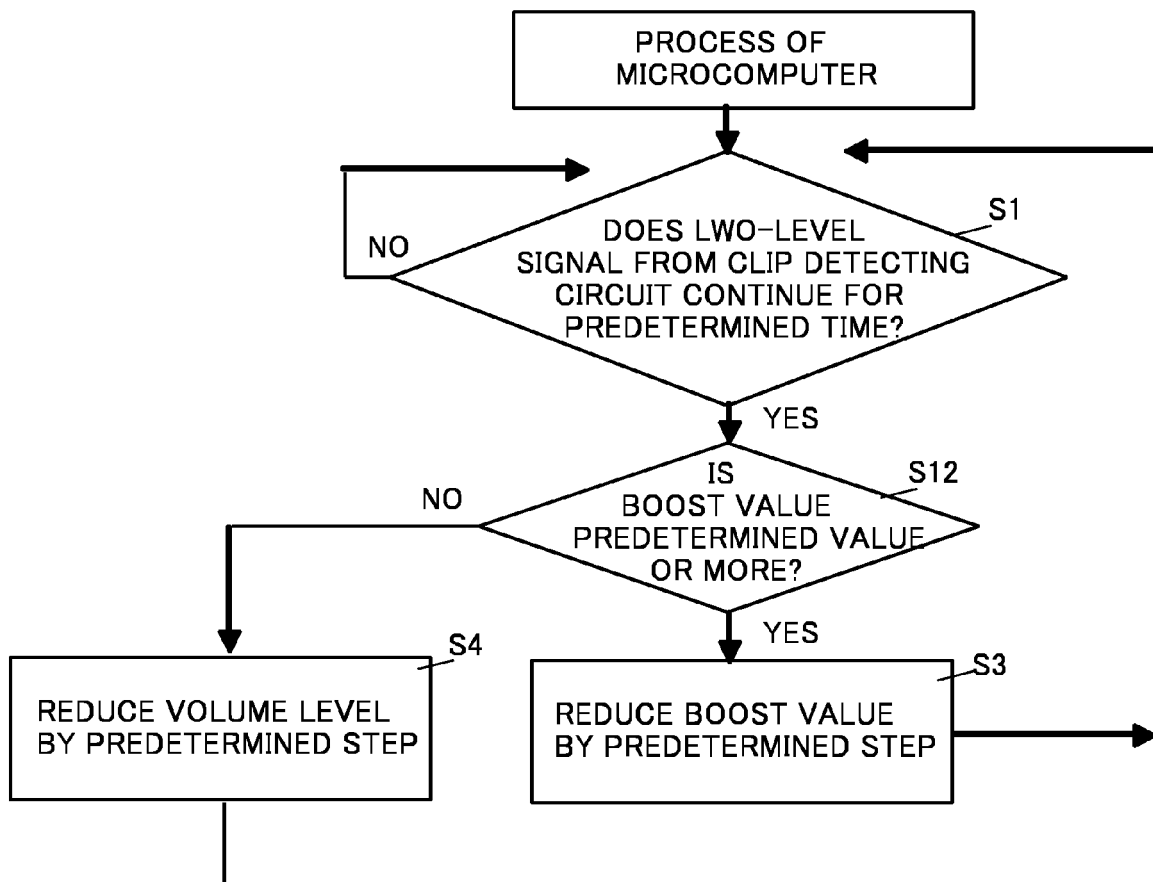 PROCESS OF
MICROCOMPUTER
S1
DOES LWO-LEVEL
SIGNAL FROM CLIP DETECTING
CIRCUIT CONTINUE FOR
PREDETERMINED TIME?
NO
YES
S12
IS
BOOST VALUE
PREDETERMINED VALUE
OR MORE?
NO
YES
S4
REDUCE VOLUME LEVEL
BY PREDETERMINED STEP
S3
REDUCE BOOST VALUE
BY PREDETERMINED STEP